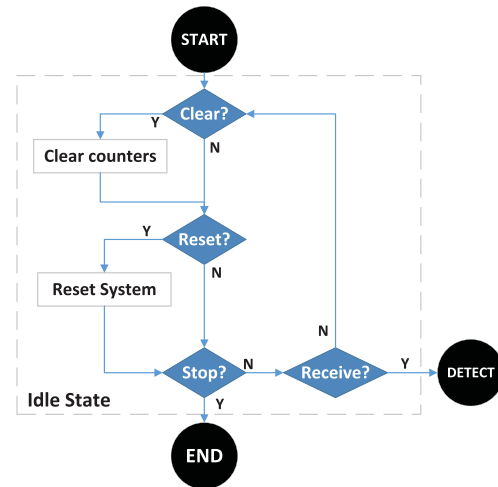 START
Clear?
Y
Clear counters
N
Y
Reset?
N
Reset System
N
Stop?
N
Receive?
Y
DETECT
Idle State
Y
END